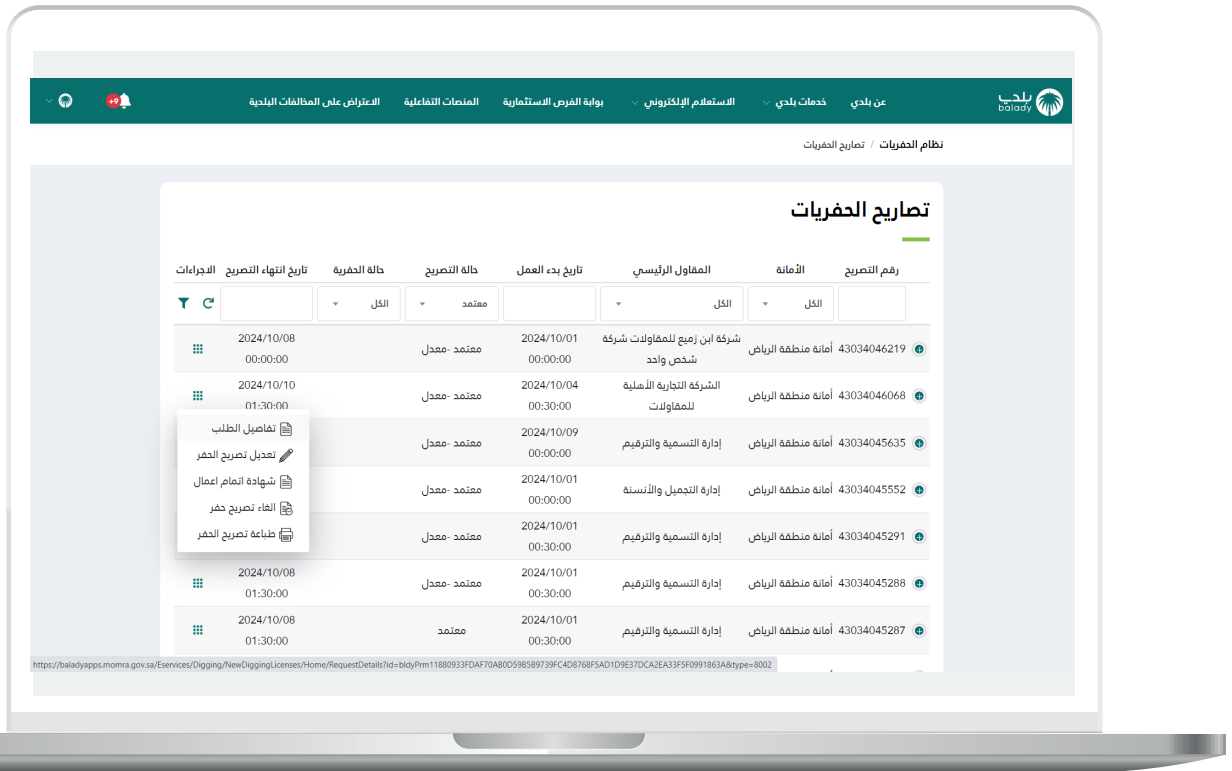 بلدي
balady
عن بلدي
خدمات بلدي
الاستعلام الإلكتروني
بوابة الفرص الاستثمارية
المنصات التفاعلية
الاعتراض على المخالفات البلدية
+9
نظام الحفريات / تصاريح الحفريات
تصاريح الحفريات
رقم التصريح الأمانة المقاول الرئيسي تاريخ بدء العمل حالة التصريح حالة الحفرية تاريخ انتهاء التصريح الاجراءات
الكل الكل معتمد الكل
43034046219 أمانة منطقة الرياض شركة ابن زميع للمقاولات شركة 2024/10/01 معتمد -معدل 2024/10/08
شخص واحد 00:00:00 00:00:00
43034046068 أمانة منطقة الرياض الشركة التجارية الأهلية 2024/10/04 معتمد -معدل 2024/10/10
للمقاولات 00:30:00 01:30:00
43034045635 أمانة منطقة الرياض إدارة التسمية والترقيم 2024/10/09 معتمد -معدل
00:00:00
43034045552 أمانة منطقة الرياض إدارة التجميل والأنسنة 2024/10/01 معتمد -معدل
00:00:00
43034045291 أمانة منطقة الرياض إدارة التسمية والترقيم 2024/10/01 معتمد -معدل
00:30:00
43034045288 أمانة منطقة الرياض إدارة التسمية والترقيم 2024/10/01 معتمد -معدل 2024/10/08
00:30:00 01:30:00
43034045287 أمانة منطقة الرياض إدارة التسمية والترقيم 2024/10/01 معتمد 2024/10/08
00:30:00 01:30:00
تفاصيل الطلب
تعديل تصريح الحفر
شهادة اتمام اعمال
الغاء تصريح حفر
طباعة تصريح الحفر
https://baladyapps.momra.gov.sa/Eservices/Digging/NewDiggingLicenses/Home/RequestDetails?id=bldyPrm11880933FDAF70AB0D59B5B9739FC4D8768F5AD1D9E37DCA2EA33F5F0991863A&type=8002